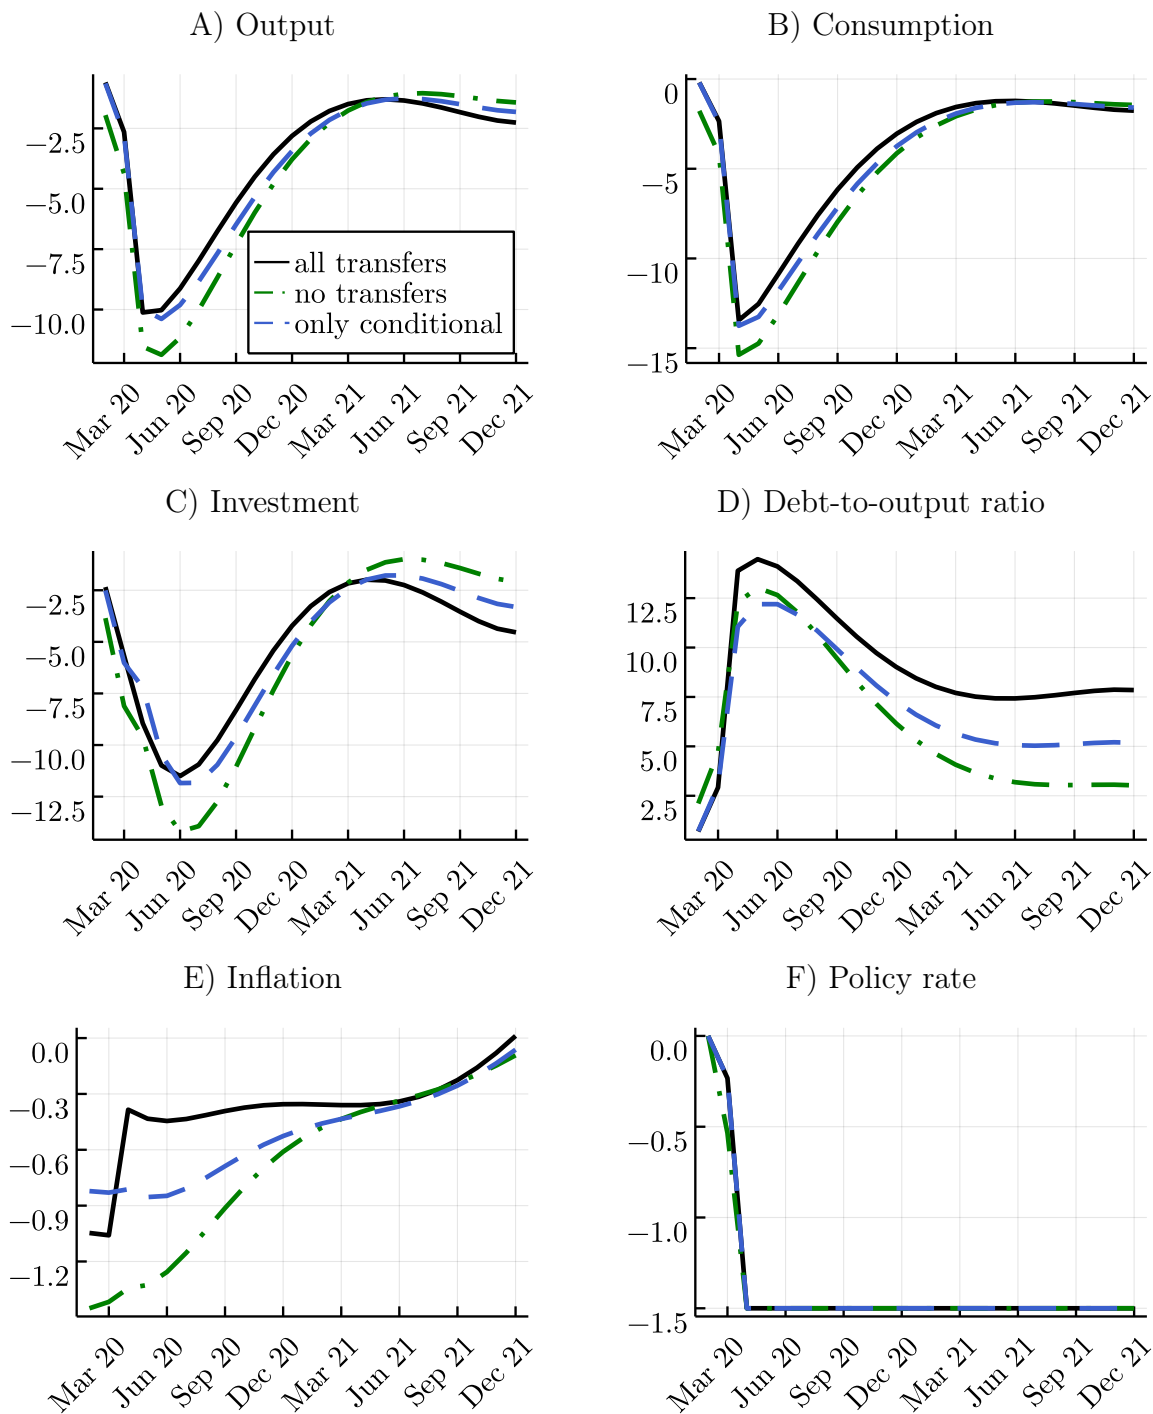 A) Output
−2.5
−5.0
−7.5
−10.0
all transfers
no transfers
only conditional
Mar 20 Jun 20 Sep 20 Dec 20 Mar 21 Jun 21 Sep 21 Dec 21
B) Consumption
0
−5
−10
−15
Mar 20 Jun 20 Sep 20 Dec 20 Mar 21 Jun 21 Sep 21 Dec 21
C) Investment
−2.5
−5.0
−7.5
−10.0
−12.5
Mar 20 Jun 20 Sep 20 Dec 20 Mar 21 Jun 21 Sep 21 Dec 21
D) Debt-to-output ratio
12.5
10.0
7.5
5.0
2.5
Mar 20 Jun 20 Sep 20 Dec 20 Mar 21 Jun 21 Sep 21 Dec 21
E) Inflation
0.0
−0.3
−0.6
−0.9
−1.2
Mar 20 Jun 20 Sep 20 Dec 20 Mar 21 Jun 21 Sep 21 Dec 21
F) Policy rate
0.0
−0.5
−1.0
−1.5
Mar 20 Jun 20 Sep 20 Dec 20 Mar 21 Jun 21 Sep 21 Dec 21